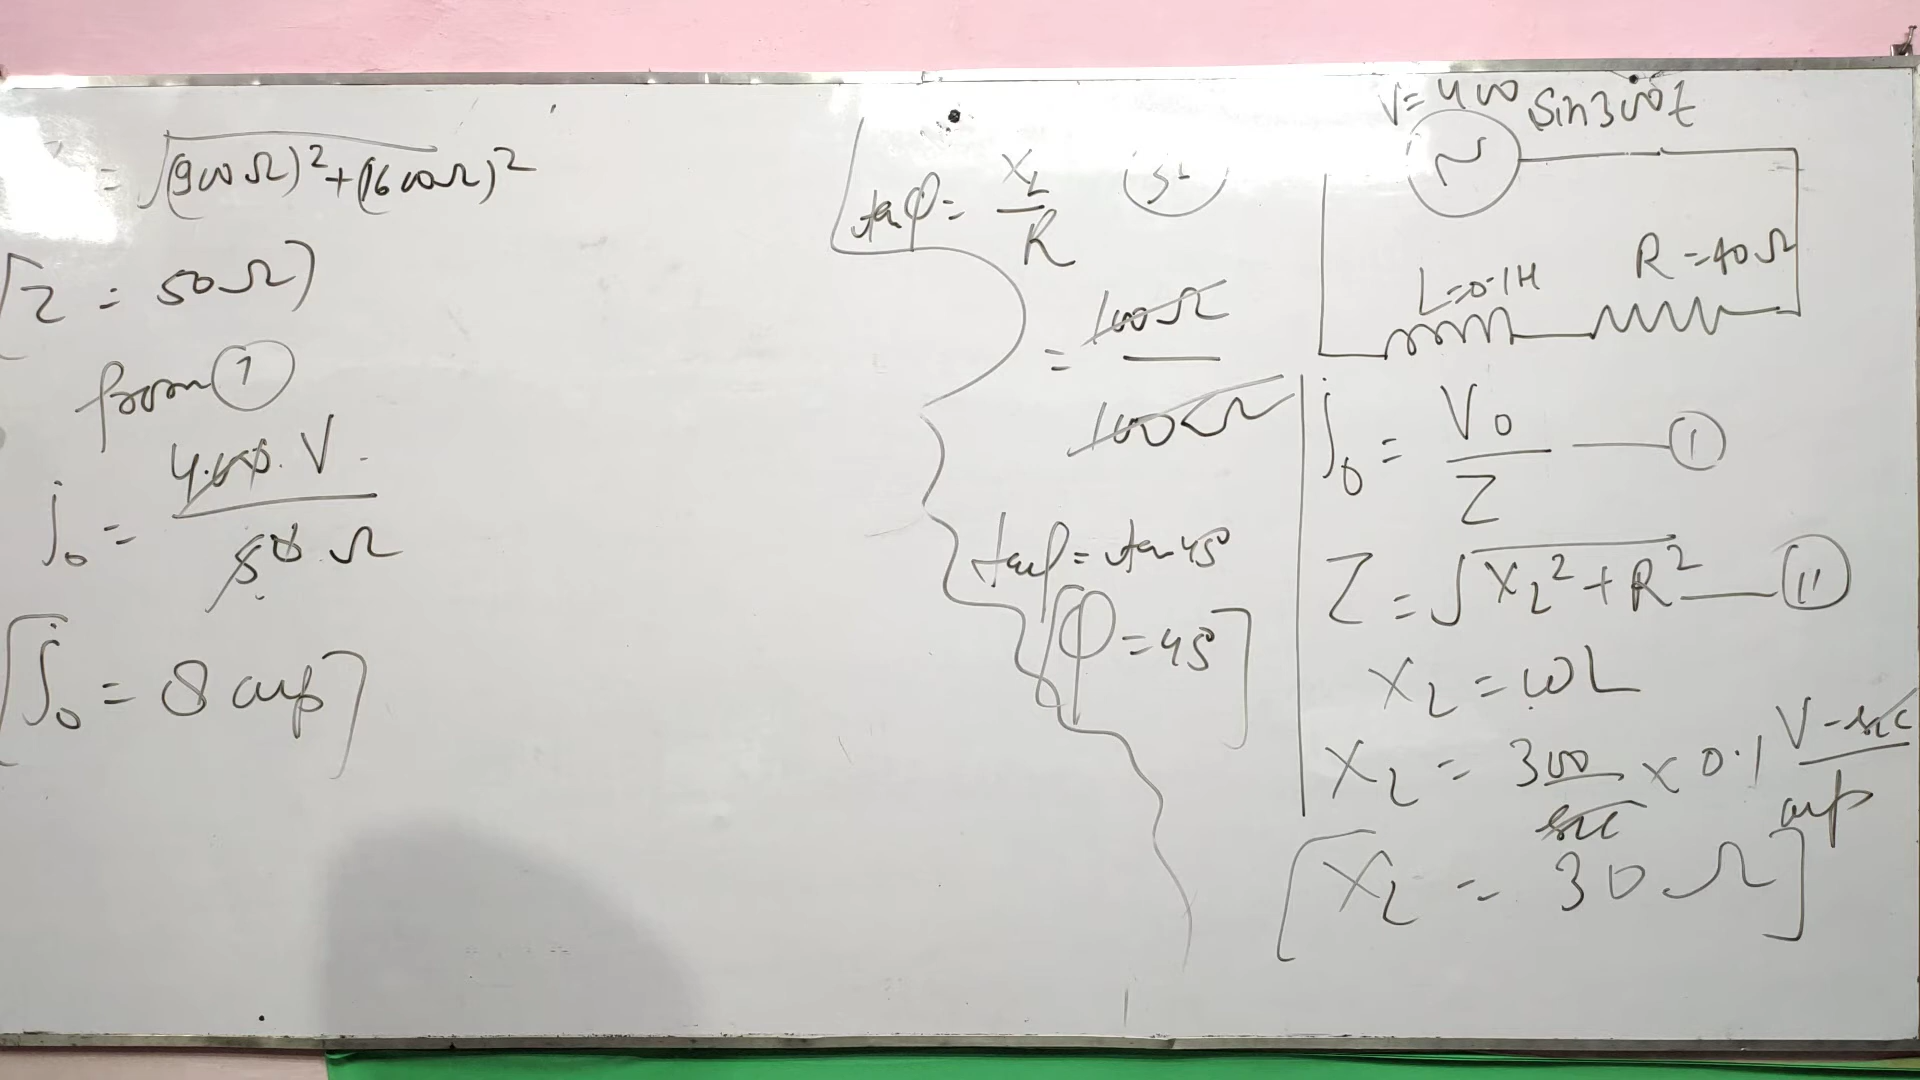 = √(900Ω)² + (1600Ω)²
Z = 50Ω
from ①
i₀ = 400 V / 50 Ω
i₀ = 8 amp
tanφ = X_L / R
= 100Ω / 100Ω
tanφ = tan45°
φ = 45°
V = 400 Sin300t
L=0.1H
R = 40Ω
i₀ = V₀ / Z — ①
Z = √X_L² + R² — ⑪
X_L = ωL
X_L = 300 / sec × 0.1 V-sec / amp
X_L = 30Ω